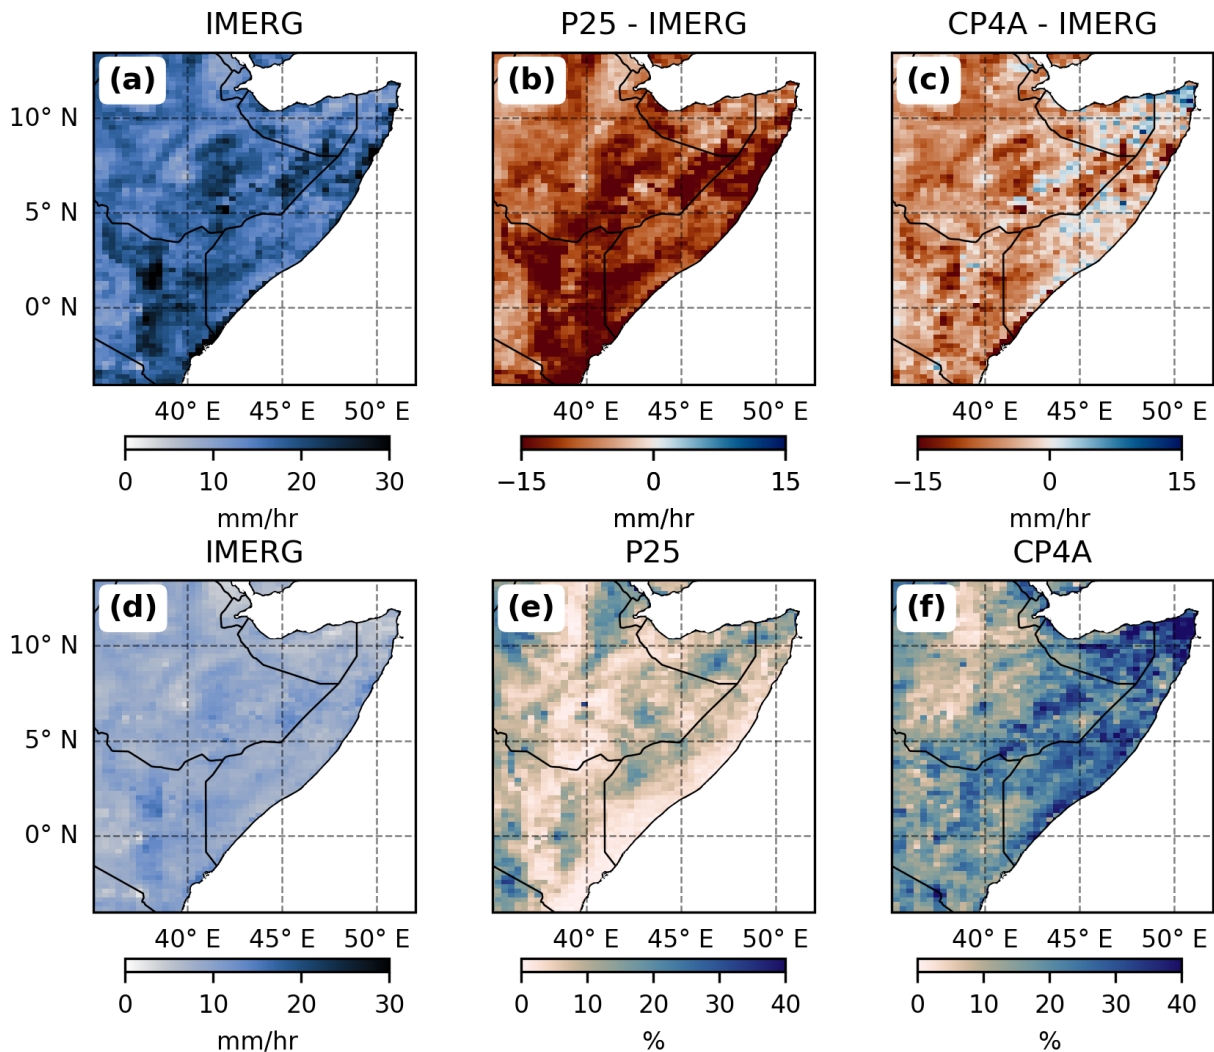 IMERG P25 - IMERG CP4A - IMERG
(a) (b) (c)
10° N
5° N
0° N
40° E 45° E 50° E 40° E 45° E 50° E 40° E 45° E 50° E
0 10 20 30 −15 0 15 −15 0 15
mm/hr mm/hr mm/hr
IMERG P25 CP4A
(d) (e) (f)
10° N
5° N
0° N
40° E 45° E 50° E 40° E 45° E 50° E 40° E 45° E 50° E
0 10 20 30 0 10 20 30 40 0 10 20 30 40
mm/hr % %